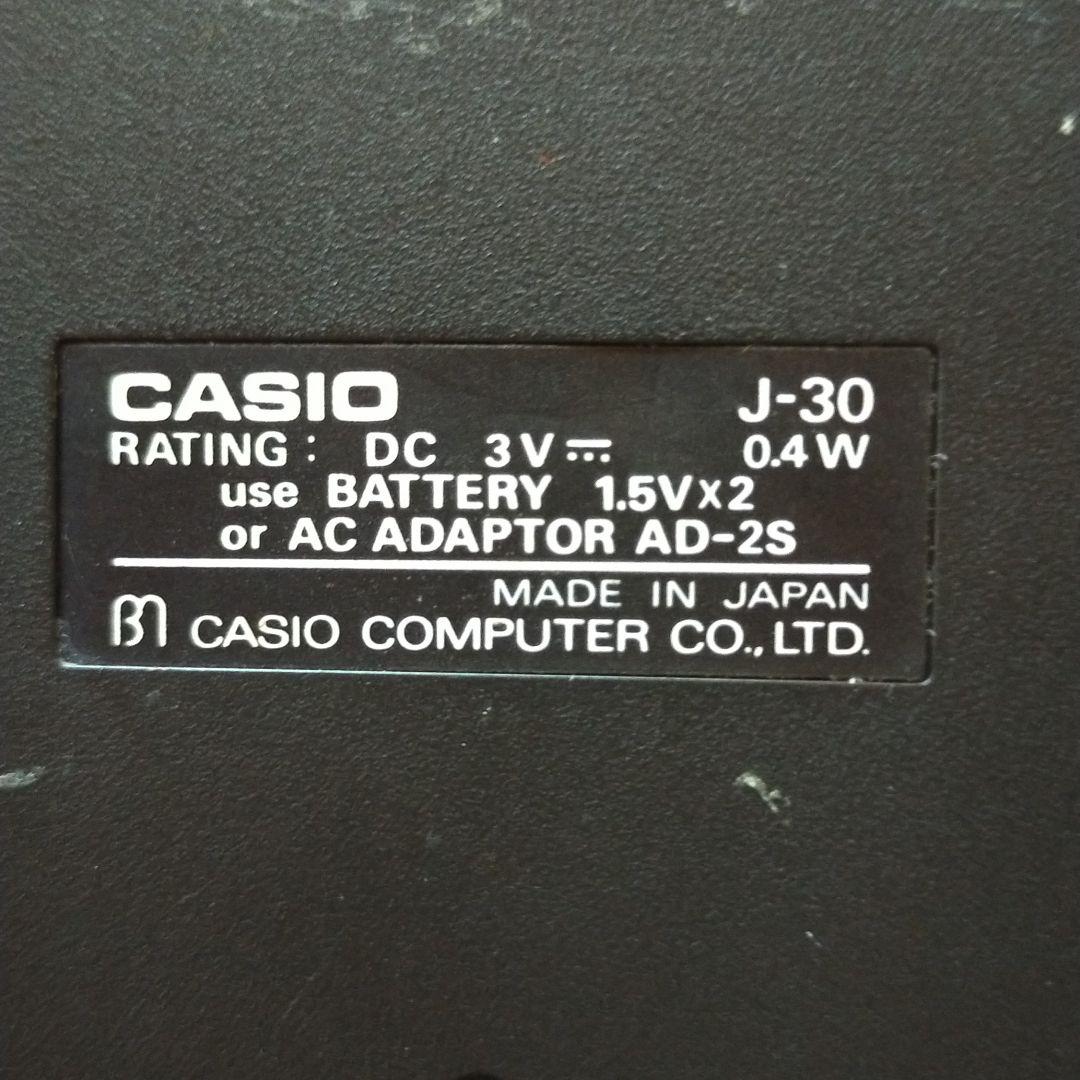 CASIO J-30
RATING: DC 3V⎓ 0.4W
use BATTERY 1.5V×2
or AC ADAPTOR AD-2S
MADE IN JAPAN
CASIO COMPUTER CO., LTD.